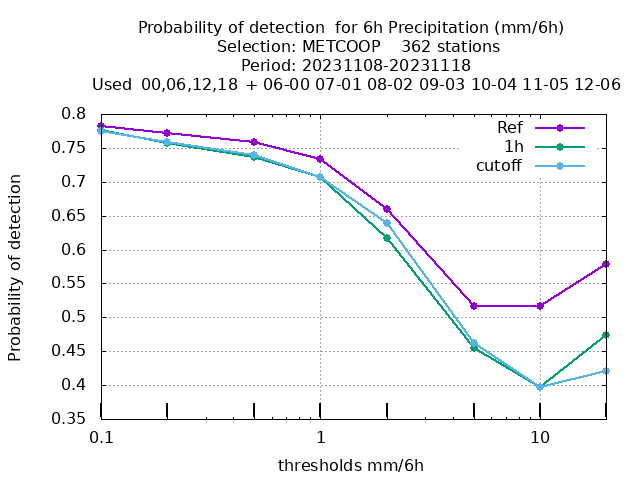 Probability of detection  for 6h Precipitation (mm/6h)
Selection: METCOOP    362 stations
Period: 20231108-20231118
Used  00,06,12,18  + 06-00 07-01 08-02 09-03 10-04 11-05 12-06
Probability of detection
0.8
0.75
0.7
0.65
0.6
0.55
0.5
0.45
0.4
0.35
Ref
1h
cutoff
0.1
1
10
thresholds mm/6h